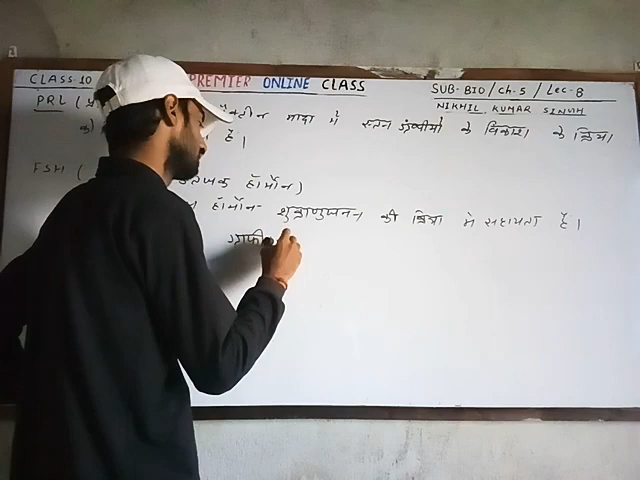 CLASS-10 PREMIER ONLINE CLASS
SUB-BIO/Ch-5/Lec-8
NIKHIL KUMAR SINGH
PRL ( मादा में स्तन ग्रंथीयों के विकास के क्रिया
को है।
FSH ( हॉर्मोन)
हॉर्मोन- शुक्राणुजनन की क्रिया में सहायता है।
ग्राफी